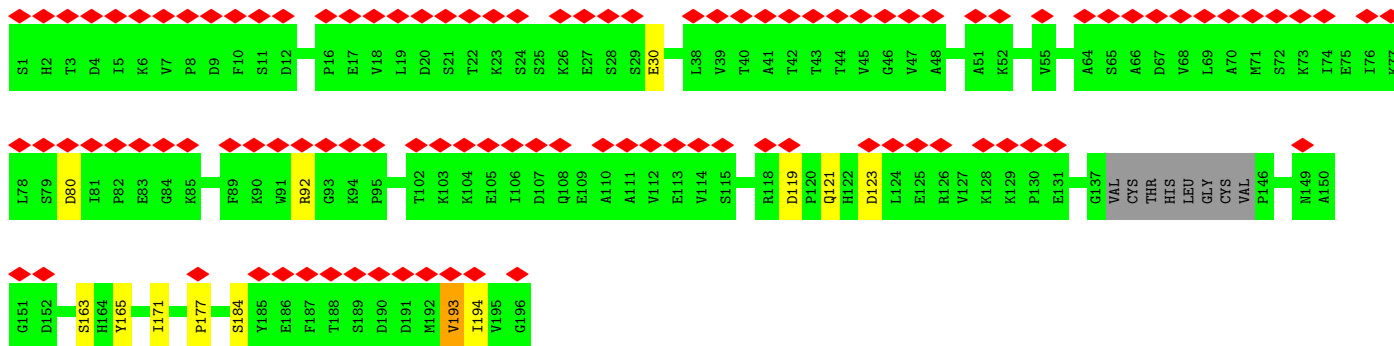 S1 H2 T3 D4 I5 K6 V7 P8 D9 F10 S11 D12 P16 E17 V18 L19 D20 S21 T22 K23 S24 S25 K26 E27 S28 S29 E30 L38 V39 T40 A41 T42 T43 T44 V45 G46 V47 A48 A51 K52 V55 A64 S65 A66 D67 V68 L69 A70 M71 S72 K73 I74 E75 I76 K77
L78 S79 D80 I81 P82 E83 G84 K85 F89 K90 W91 R92 G93 K94 P95 T102 K103 K104 E105 I106 D107 Q108 E109 A110 A111 V112 E113 V114 S115 R118 D119 P120 Q121 H122 D123 L124 E125 R126 V127 K128 K129 P130 E131 G137 VAL CYS THR HIS LEU GLY CYS VAL P146 N149 A150
G151 D152 S163 H164 Y165 I171 P177 S184 Y185 E186 F187 T188 S189 D190 D191 M192 V193 I194 V195 G196